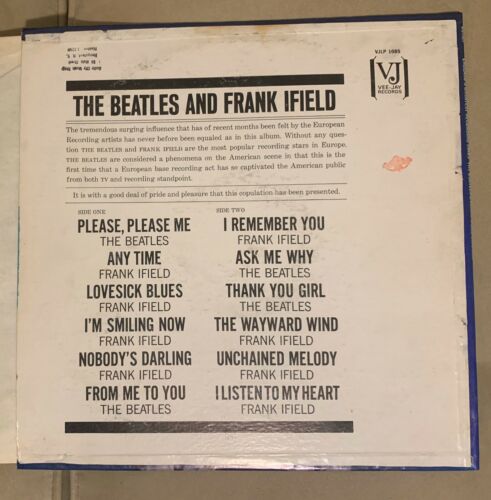 VJLP 1085
VJ
VEE-JAY
RECORDS
THE BEATLES AND FRANK IFIELD
The tremendous surging influence that has of recent months been felt by the European
Recording artists has never before been equaled as in this album. Without any ques-
tion THE BEATLES and FRANK IFIELD are the most popular recording stars in Europe.
THE BEATLES are considered a phenomena on the American scene in that this is the
first time that a European base recording act has so captivated the American public
from both TV and recording standpoint.
It is with a good deal of pride and pleasure that this copulation has been presented.
SIDE ONE
PLEASE, PLEASE ME
THE BEATLES
ANY TIME
FRANK IFIELD
LOVESICK BLUES
FRANK IFIELD
I'M SMILING NOW
FRANK IFIELD
NOBODY'S DARLING
FRANK IFIELD
FROM ME TO YOU
THE BEATLES
SIDE TWO
I REMEMBER YOU
FRANK IFIELD
ASK ME WHY
THE BEATLES
THANK YOU GIRL
THE BEATLES
THE WAYWARD WIND
FRANK IFIELD
UNCHAINED MELODY
FRANK IFIELD
I LISTEN TO MY HEART
FRANK IFIELD